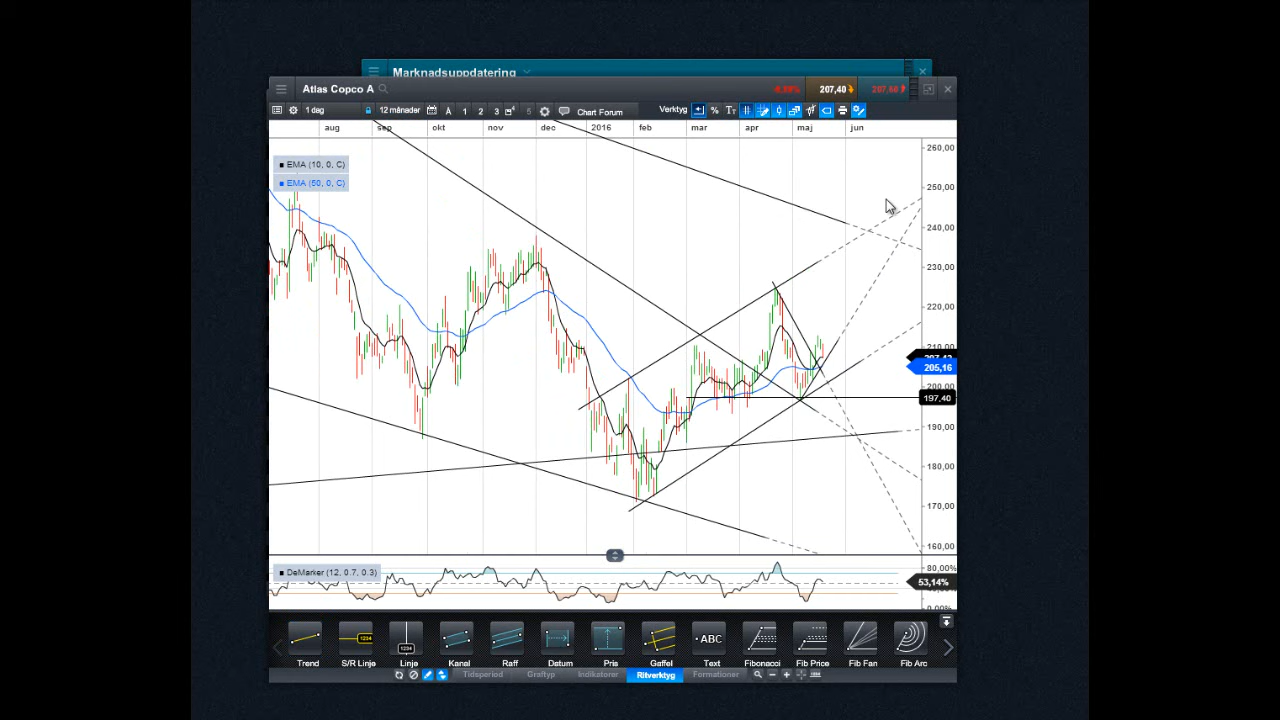 Marknadsuppdatering
Atlas Copco A
207,40
1 dag
12 månader
A 1 2 3
Chart Forum
Verktyg
%
aug sep okt nov dec 2016 feb mar apr maj jun
EMA (10, 0, C)
EMA (50, 0, C)
260,00
250,00
240,00
230,00
220,00
210,00
205,16
200,00
197,40
190,00
180,00
170,00
160,00
DeMarker (12, 0.7, 0.3)
80,00%
53,14%
0,00%
1234
1234
ABC
Trend S/R Linje Linje Kanal Raff Datum Pris Gaffel Text Fibonacci Fib Price Fib Fan Fib Arc
Tidsperiod Graftyp Indikatorer Ritverktyg Formationer